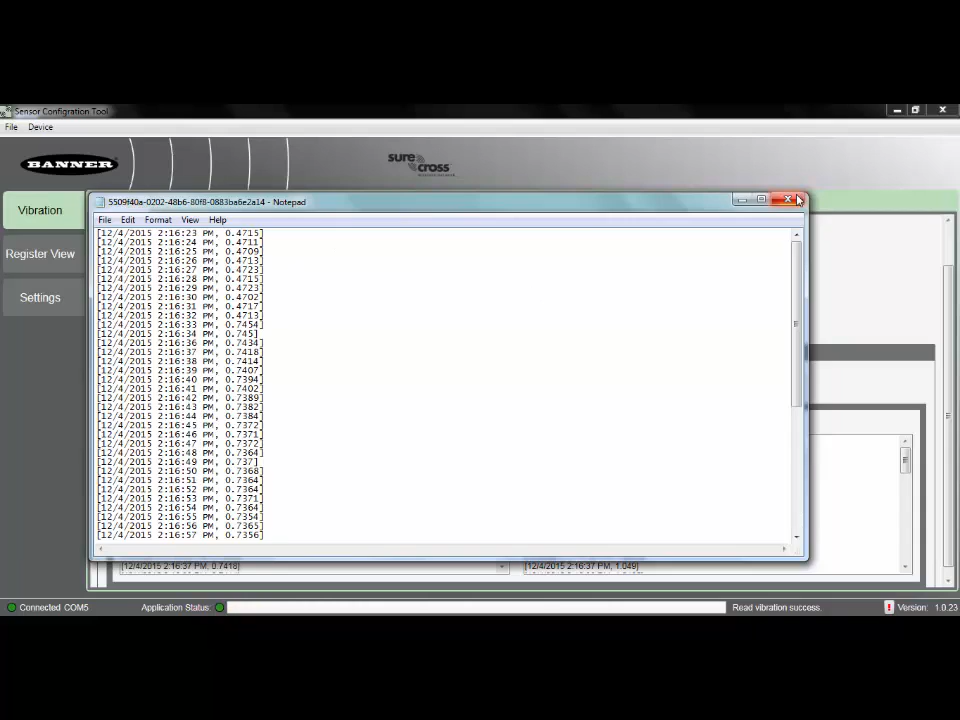 Sensor Configration Tool
File Device
BANNER
sure cross
Vibration
Register View
Settings
5509f40a-0202-48b6-80f8-0883ba6e2a14 - Notepad
File Edit Format View Help
[12/4/2015 2:16:23 PM, 0.4715]
[12/4/2015 2:16:24 PM, 0.4711]
[12/4/2015 2:16:25 PM, 0.4709]
[12/4/2015 2:16:26 PM, 0.4713]
[12/4/2015 2:16:27 PM, 0.4723]
[12/4/2015 2:16:28 PM, 0.4715]
[12/4/2015 2:16:29 PM, 0.4723]
[12/4/2015 2:16:30 PM, 0.4702]
[12/4/2015 2:16:31 PM, 0.4717]
[12/4/2015 2:16:32 PM, 0.4713]
[12/4/2015 2:16:33 PM, 0.7454]
[12/4/2015 2:16:34 PM, 0.745]
[12/4/2015 2:16:36 PM, 0.7434]
[12/4/2015 2:16:37 PM, 0.7418]
[12/4/2015 2:16:38 PM, 0.7414]
[12/4/2015 2:16:39 PM, 0.7407]
[12/4/2015 2:16:40 PM, 0.7394]
[12/4/2015 2:16:41 PM, 0.7402]
[12/4/2015 2:16:42 PM, 0.7389]
[12/4/2015 2:16:43 PM, 0.7382]
[12/4/2015 2:16:44 PM, 0.7384]
[12/4/2015 2:16:45 PM, 0.7372]
[12/4/2015 2:16:46 PM, 0.7371]
[12/4/2015 2:16:47 PM, 0.7372]
[12/4/2015 2:16:48 PM, 0.7364]
[12/4/2015 2:16:49 PM, 0.737]
[12/4/2015 2:16:50 PM, 0.7368]
[12/4/2015 2:16:51 PM, 0.7364]
[12/4/2015 2:16:52 PM, 0.7364]
[12/4/2015 2:16:53 PM, 0.7371]
[12/4/2015 2:16:54 PM, 0.7364]
[12/4/2015 2:16:55 PM, 0.7354]
[12/4/2015 2:16:56 PM, 0.7365]
[12/4/2015 2:16:57 PM, 0.7356]
[12/4/2015 2:16:37 PM, 0.7418] [12/4/2015 2:16:37 PM, 1.049]
Connected COM5 Application Status: Read vibration success. Version: 1.0.23